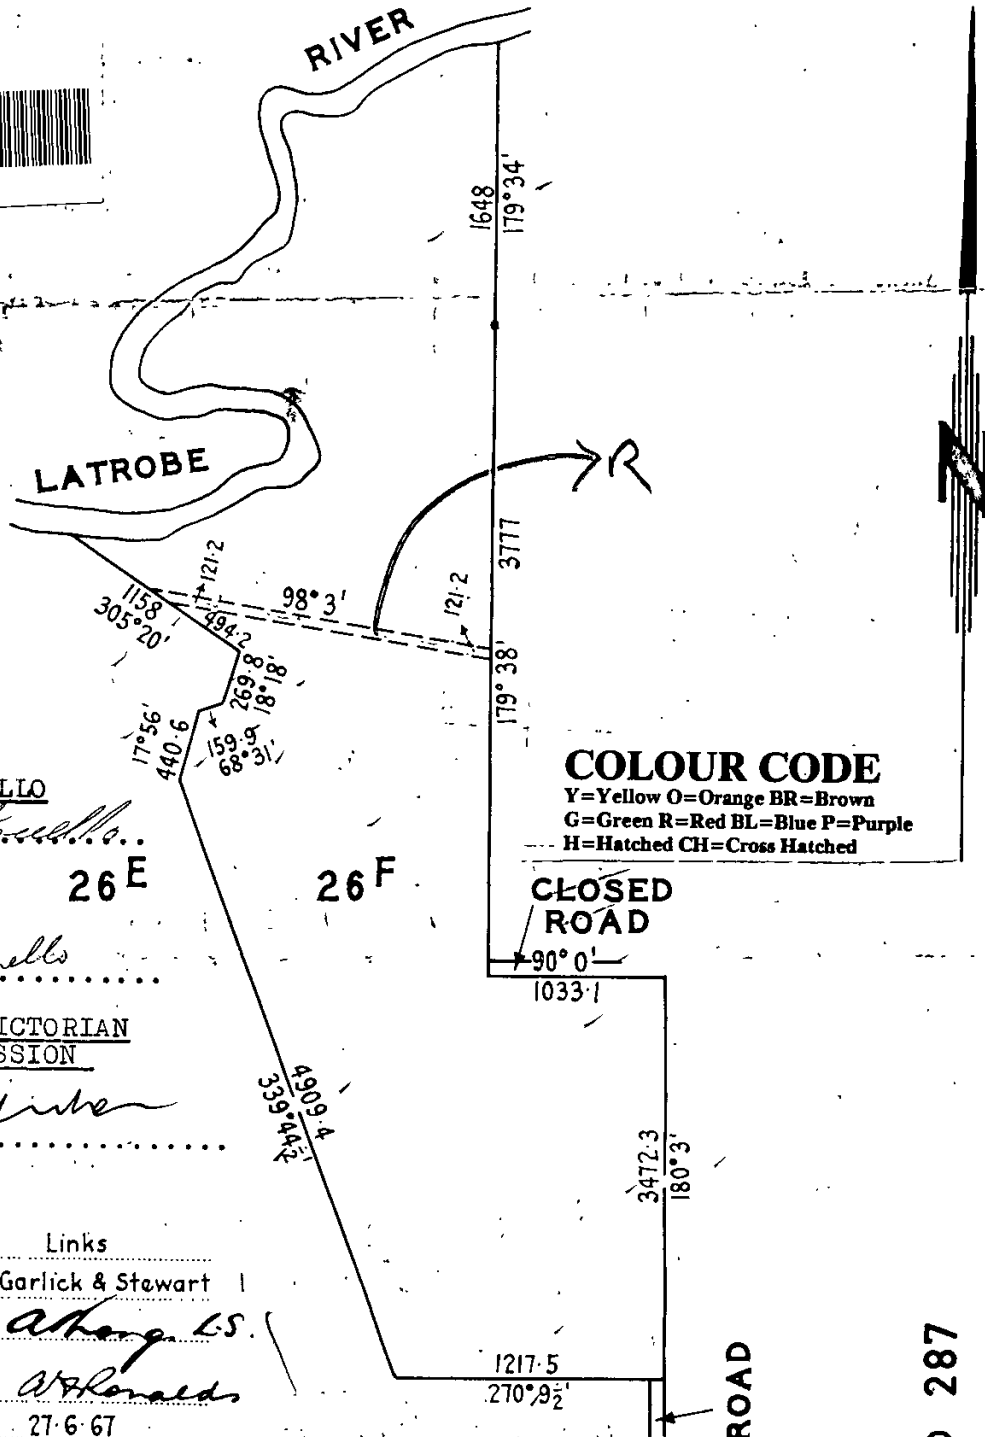 RIVER
1648
179°34'
LATROBE
R
3777
179°38'
121·2
98°3'
121·2
1158
305°20'
494·2
269·8
18°18'
159·9
68°31'
17°56'
440·6
N
COLOUR CODE
Y=Yellow O=Orange BR=Brown
G=Green R=Red BL=Blue P=Purple
H=Hatched CH=Cross Hatched
LLO
26E
26F
CLOSED
ROAD
90°0'
1033·1
ICTORIAN
SSION
4909·4
339°44½'
3472·3
180°3'
Links
Garlick & Stewart
L.S.
27·6·67
1217·5
270°9½'
ROAD
287